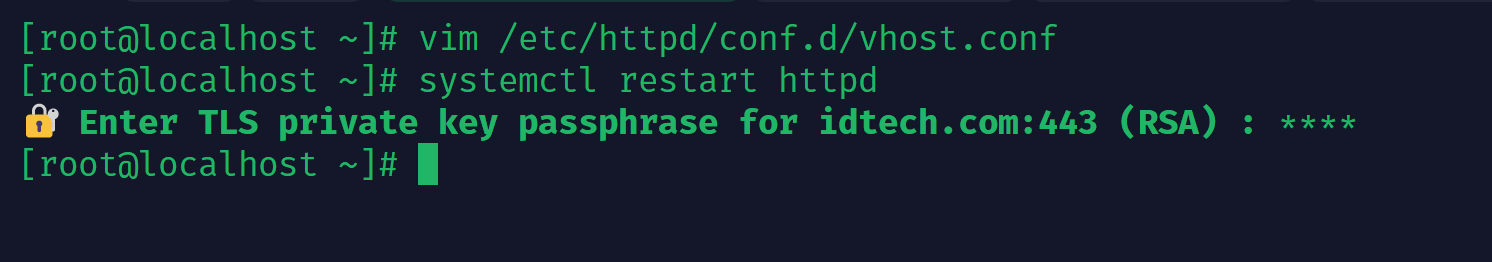 [root@localhost ~]# vim /etc/httpd/conf.d/vhost.conf
[root@localhost ~]# systemctl restart httpd
🔐 Enter TLS private key passphrase for idtech.com:443 (RSA) : ****
[root@localhost ~]#